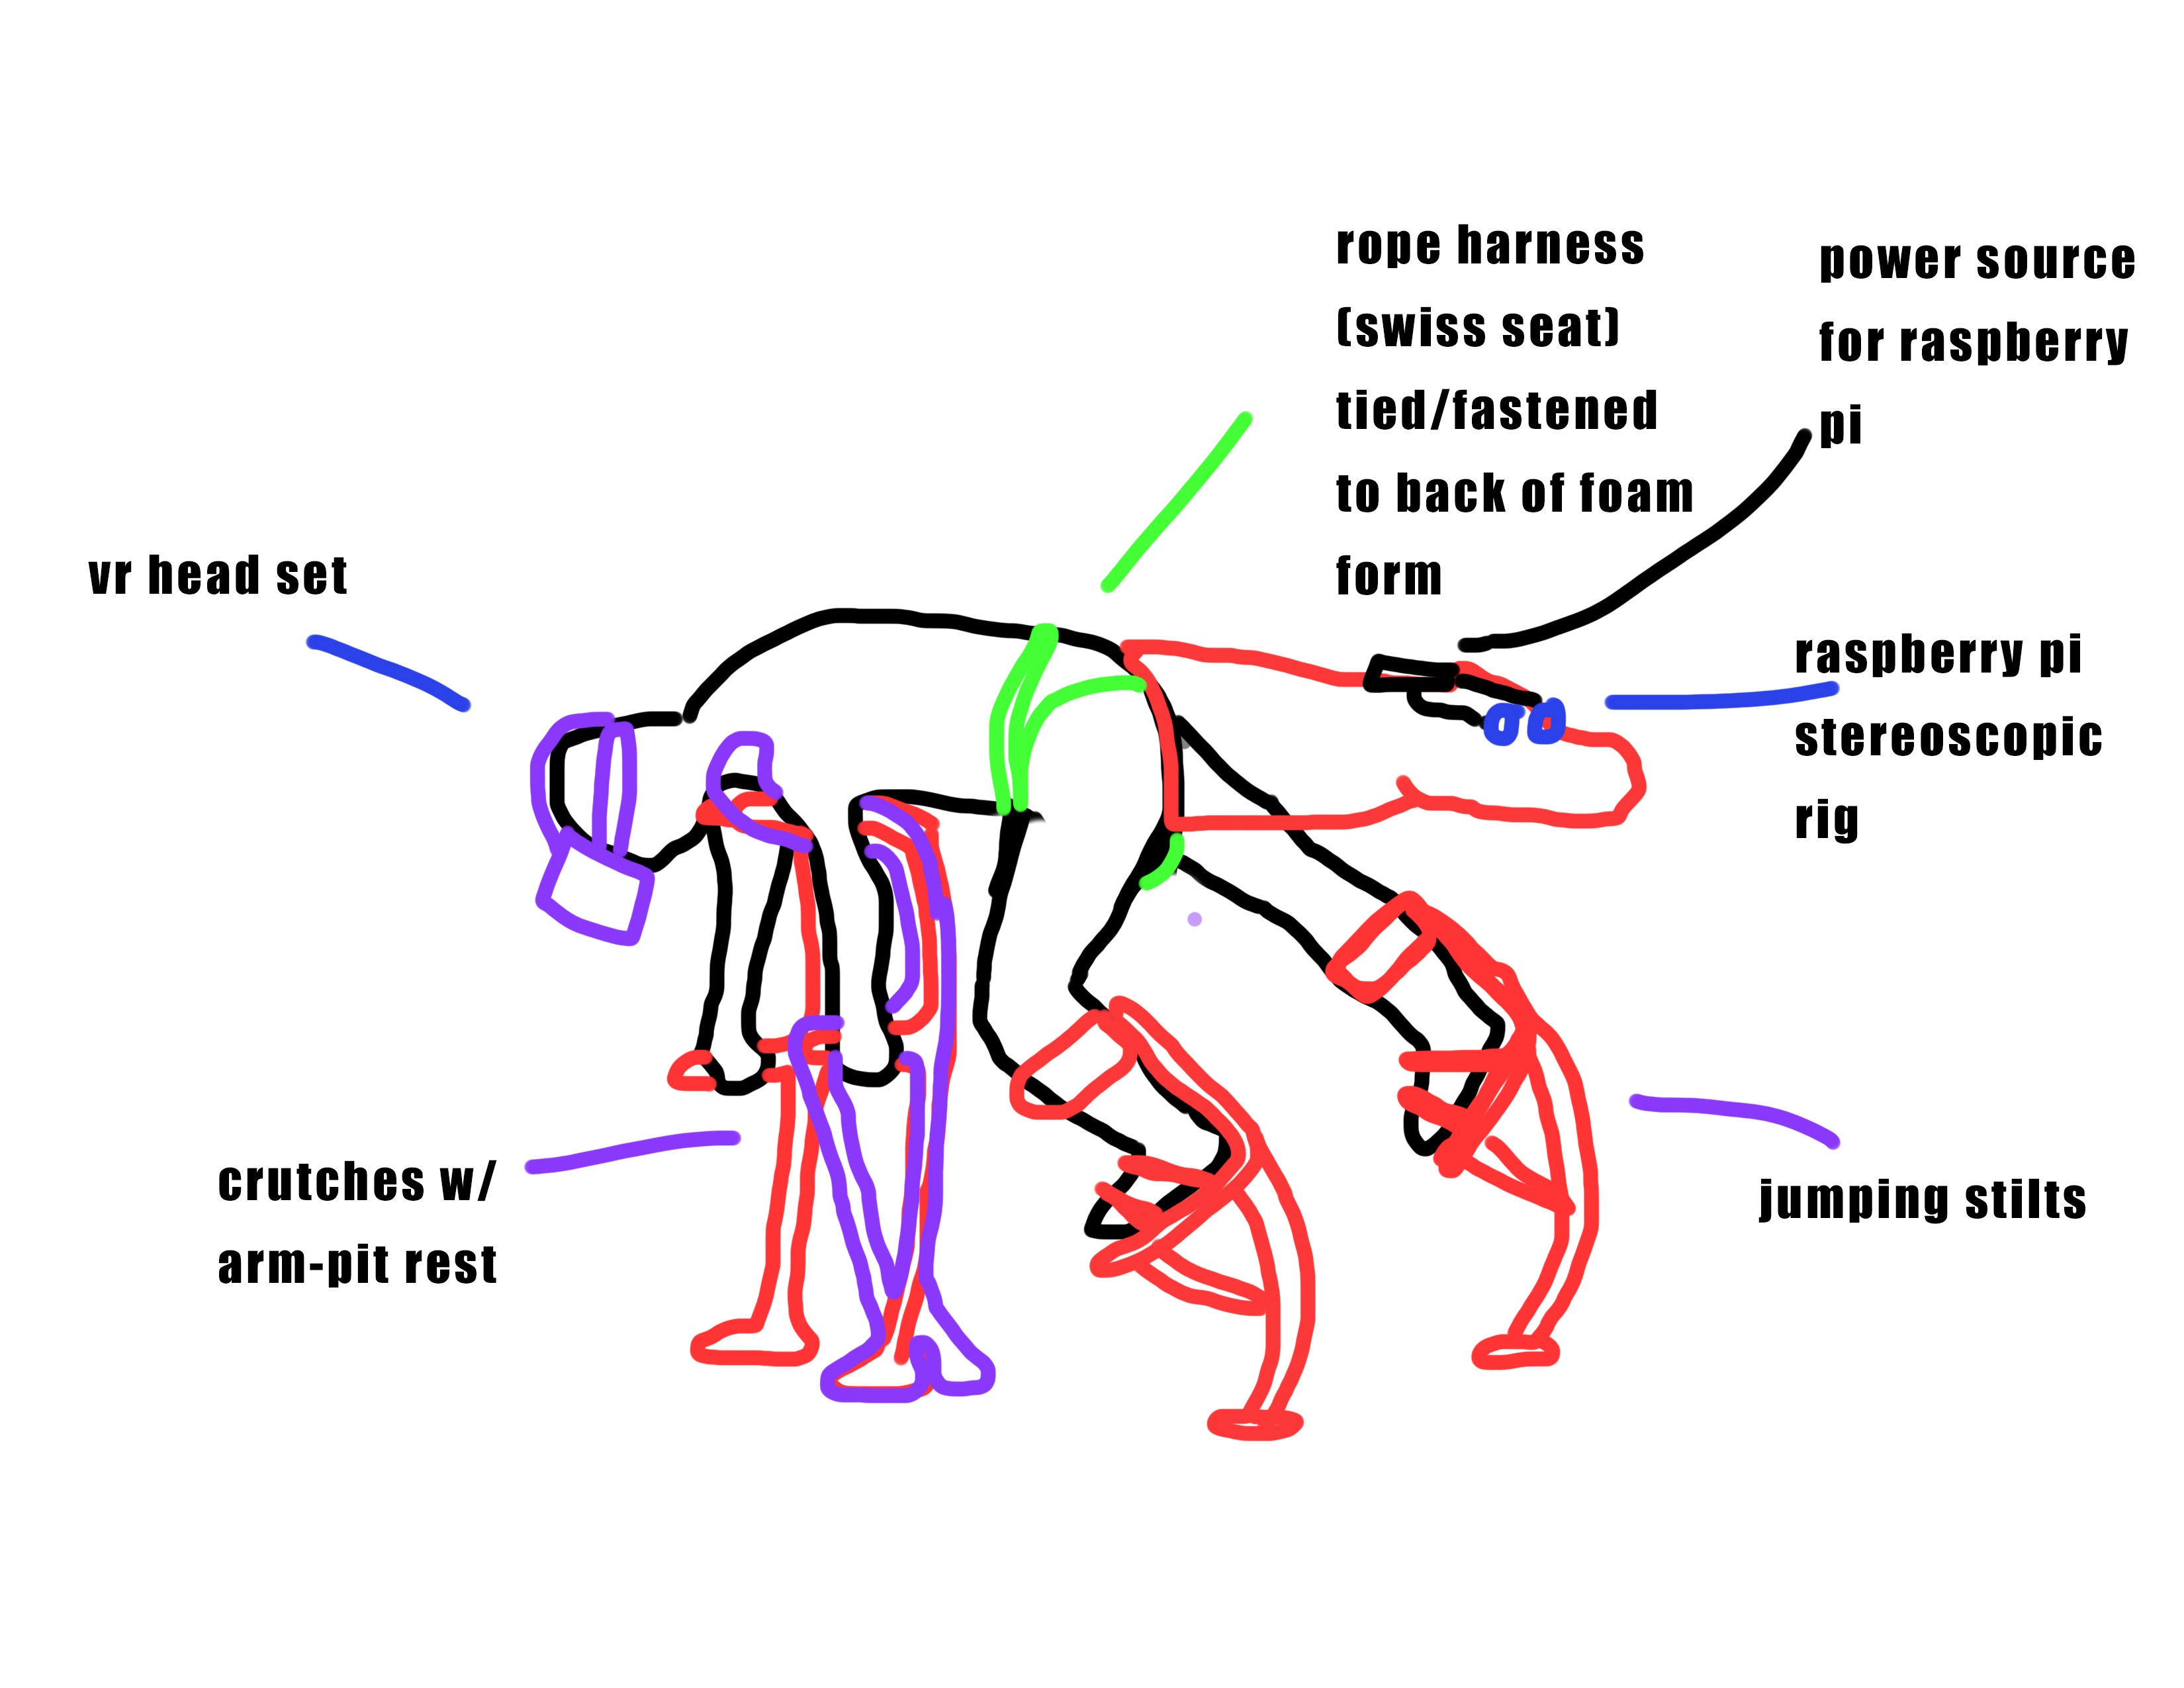 rope harness
(swiss seat)
tied/fastened
to back of foam
form
power source
for raspberry
pi
vr head set
raspberry pi
stereoscopic
rig
crutches w/
arm-pit rest
jumping stilts